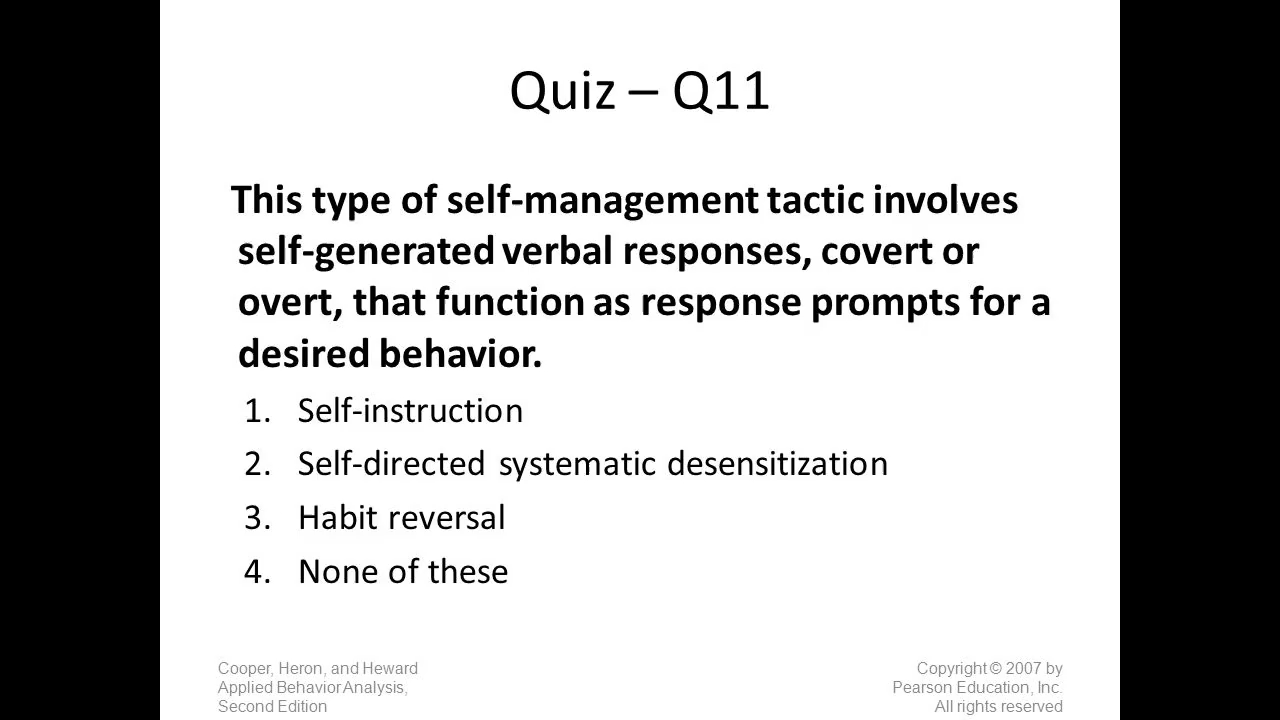 Quiz – Q11
This type of self-management tactic involves
self-generated verbal responses, covert or
overt, that function as response prompts for a
desired behavior.
1. Self-instruction
2. Self-directed systematic desensitization
3. Habit reversal
4. None of these
Cooper, Heron, and Heward
Applied Behavior Analysis,
Second Edition
Copyright © 2007 by
Pearson Education, Inc.
All rights reserved